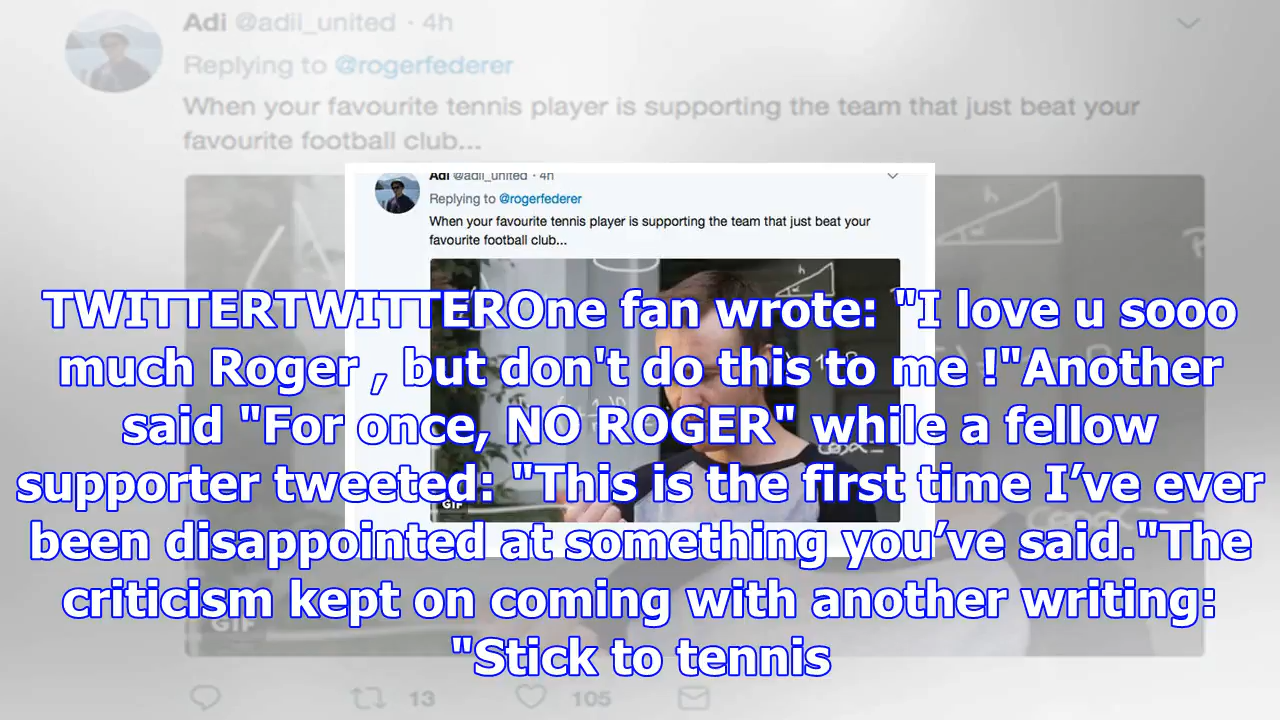 Adi @adil_united · 4h
Replying to @rogerfederer
When your favourite tennis player is supporting the team that just beat your
favourite football club...
Adi @adil_united · 4h
Replying to @rogerfederer
When your favourite tennis player is supporting the team that just beat your
favourite football club...
h
h
TWITTERTWITTEROne fan wrote: "I love u sooo
much Roger , but don't do this to me !"Another
said "For once, NO ROGER" while a fellow
supporter tweeted: "This is the first time I’ve ever
been disappointed at something you’ve said."The
criticism kept on coming with another writing:
"Stick to tennis
GIF
GIF
13 105